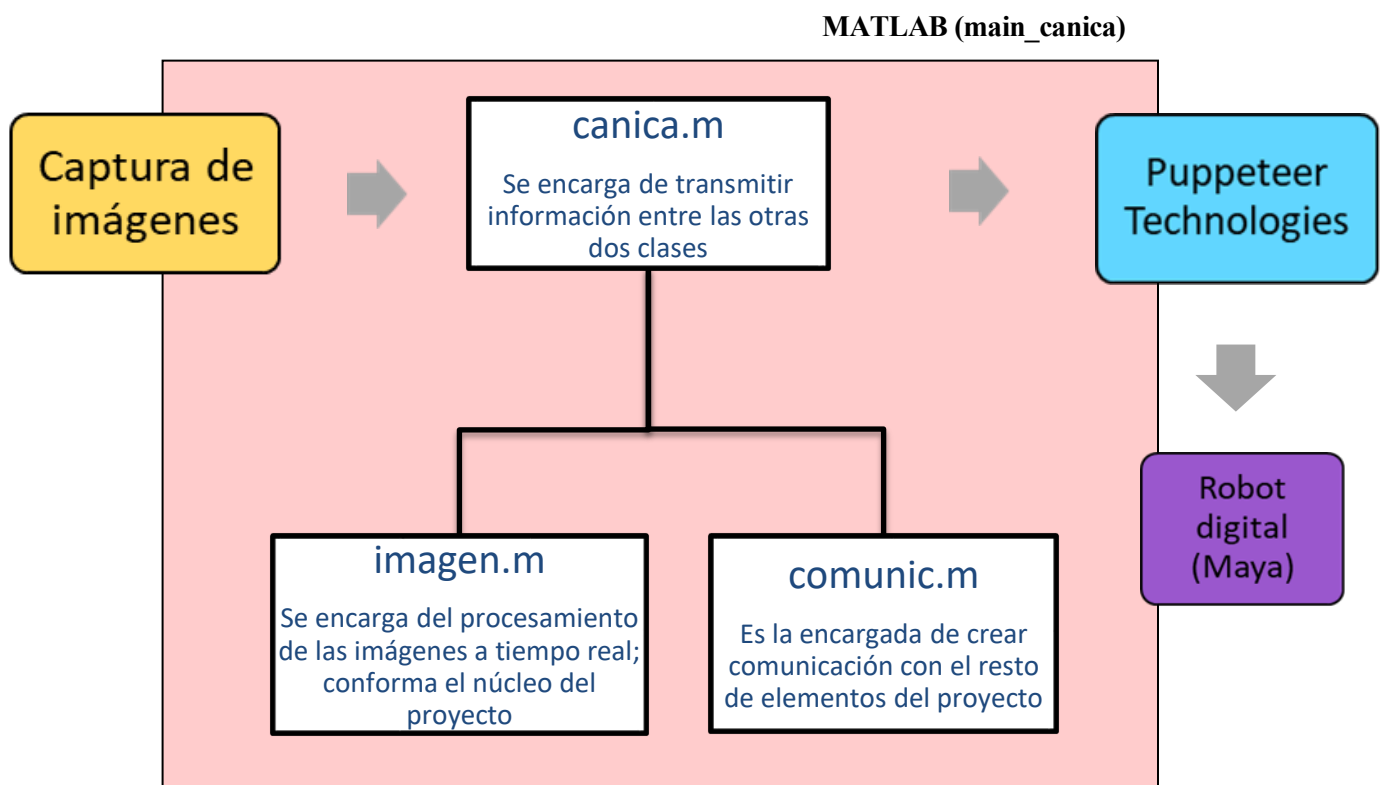 MATLAB (main_canica)
Captura de
imágenes
canica.m
Se encarga de transmitir
información entre las otras
dos clases
Puppeteer
Technologies
Robot
digital
(Maya)
imagen.m
Se encarga del procesamiento
de las imágenes a tiempo real;
conforma el núcleo del
proyecto
comunic.m
Es la encargada de crear
comunicación con el resto
de elementos del proyecto